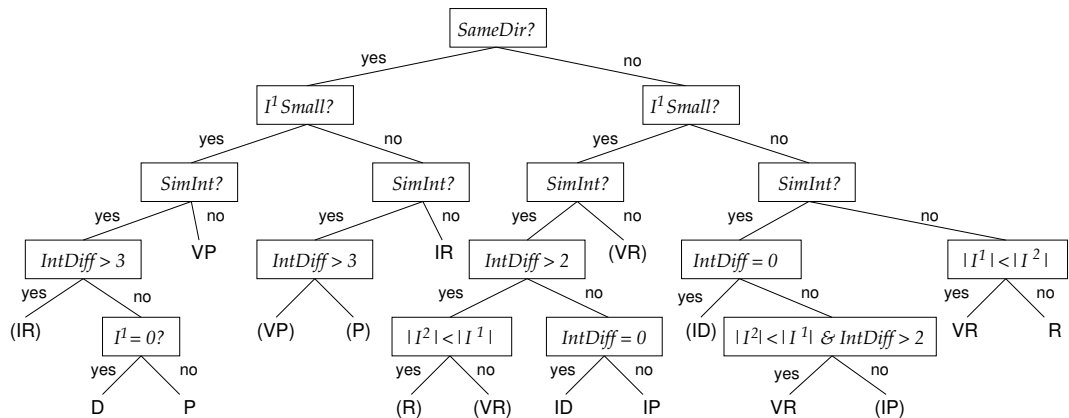 SameDir?
yes no
I¹ Small? I¹ Small?
yes no yes no
SimInt? SimInt? SimInt? SimInt?
yes no yes no yes no yes no
IntDiff > 3 VP IntDiff > 3 IR IntDiff > 2 (VR) IntDiff = 0 | I¹ | < | I² |
yes no yes no yes no yes no
(IR) I¹ = 0? (VP) (P) | I² | < | I¹ | IntDiff = 0 (ID) | I² | < | I¹ | & IntDiff > 2 VR R
yes no yes no yes no yes no
D P (R) (VR) ID IP VR (IP)